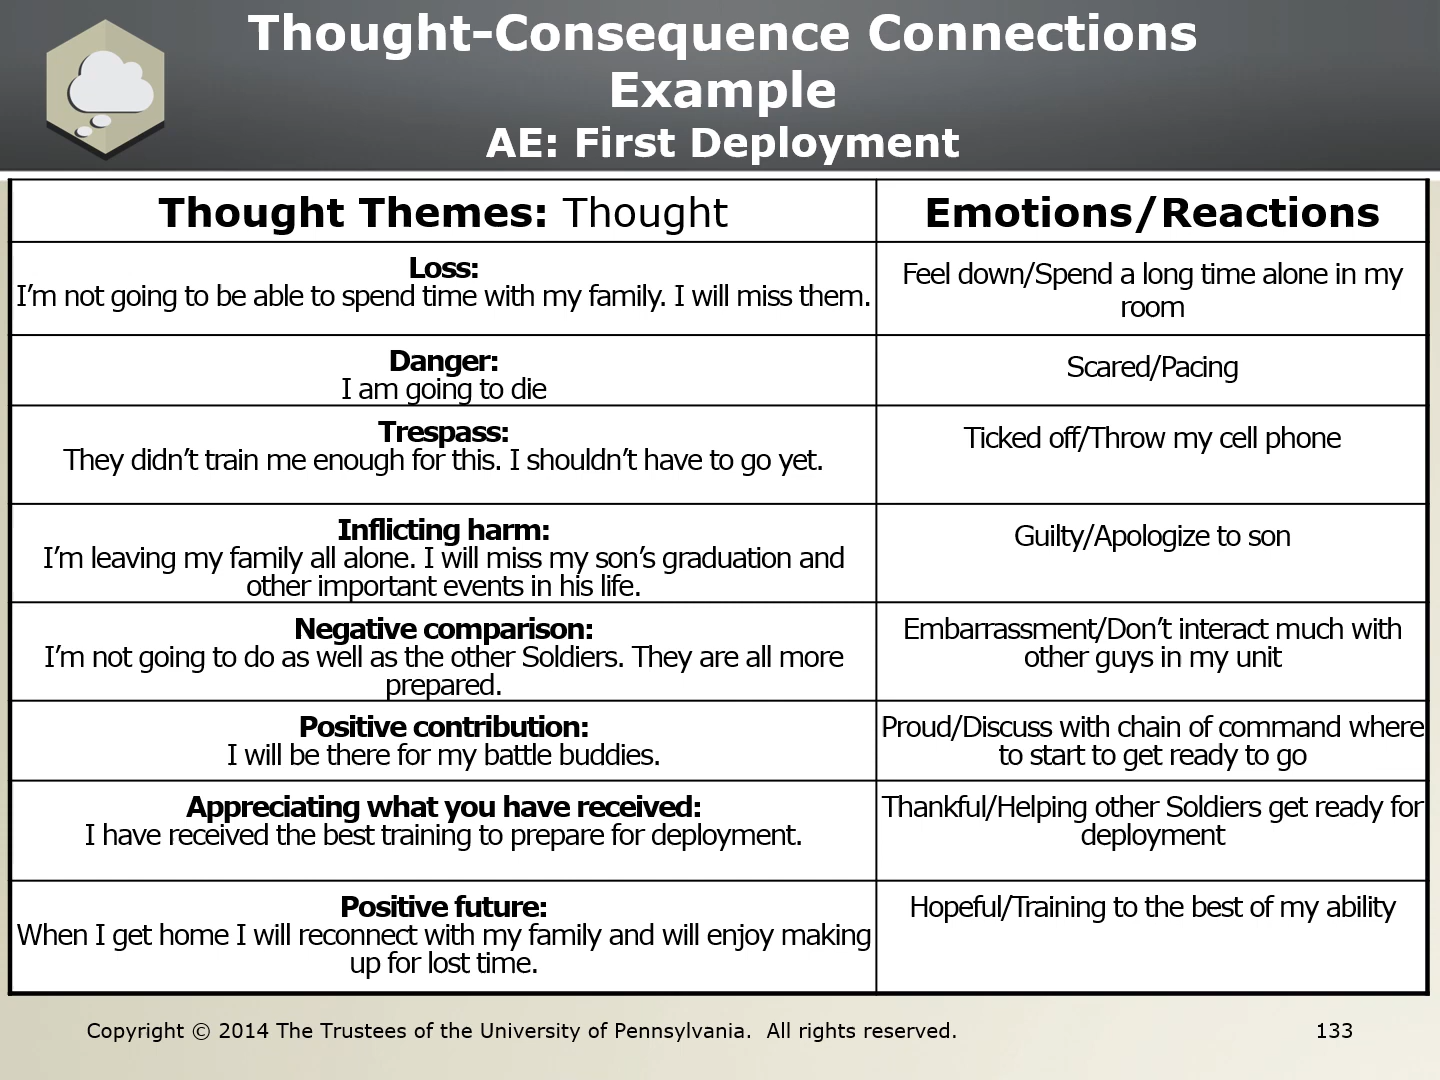 Thought-Consequence Connections
Example
AE: First Deployment
Thought Themes: Thought
Emotions/Reactions
Loss:
I’m not going to be able to spend time with my family. I will miss them.
Feel down/Spend a long time alone in my
room
Danger:
I am going to die
Scared/Pacing
Trespass:
They didn’t train me enough for this. I shouldn’t have to go yet.
Ticked off/Throw my cell phone
Inflicting harm:
I’m leaving my family all alone. I will miss my son’s graduation and
other important events in his life.
Guilty/Apologize to son
Negative comparison:
I’m not going to do as well as the other Soldiers. They are all more
prepared.
Embarrassment/Don’t interact much with
other guys in my unit
Positive contribution:
I will be there for my battle buddies.
Proud/Discuss with chain of command where
to start to get ready to go
Appreciating what you have received:
I have received the best training to prepare for deployment.
Thankful/Helping other Soldiers get ready for
deployment
Positive future:
When I get home I will reconnect with my family and will enjoy making
up for lost time.
Hopeful/Training to the best of my ability
Copyright © 2014 The Trustees of the University of Pennsylvania.  All rights reserved.
133